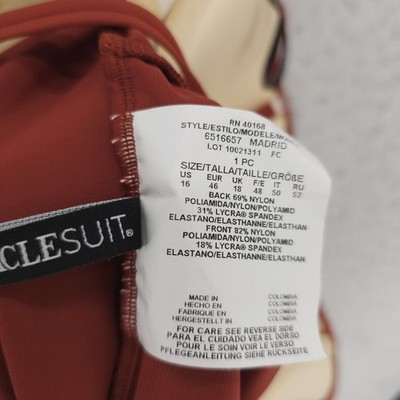 RN 40168
STYLE/ESTILO/MODELE/
6516657 MADRID
LOT 10021311 FC
1 PC
SIZE/TALLA/TAILLE/GRÖßE
US EUR UK F/E IT RU
16 46 18 48 50 52
BACK 69% NYLON
POLIAMIDA/NYLON/POLYAMID
31% LYCRA® SPANDEX
ELASTANO/ELASTHANNE/ELASTHAN
FRONT 82% NYLON
POLIAMIDA/NYLON/POLYAMID
18% LYCRA® SPANDEX
ELASTANO/ELASTHANNE/ELASTHAN
CLESUIT®
MADE IN COLOMBIA
HECHO EN COLOMBIA
FABRIQUE EN COLOMBIA
HERGESTELLT IN COLOMBIA
FOR CARE SEE REVERSE SIDE
PARA CUIDADO VEA EL DORSO
POUR LE SOIN VOIR LE VERSO
PFLEGEANLEITUNG SIEHE RÜCKSEITE